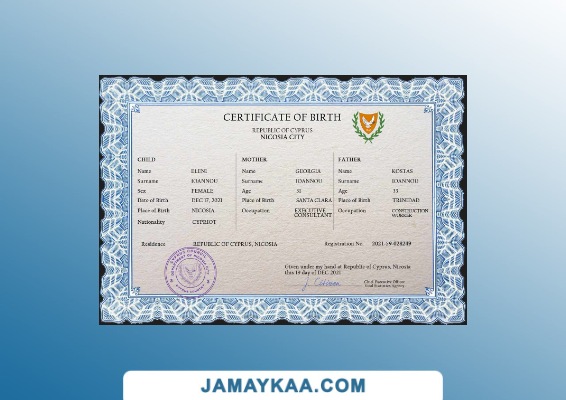 CERTIFICATE OF BIRTH
REPUBLIC OF CYPRUS
NICOSIA CITY
CHILD MOTHER FATHER
Name ELENI Name GEORGIA Name KOSTAS
Surname IOANNOU Surname IOANNOU Surname IOANNOU
Sex FEMALE Age 31 Age 33
Date of Birth DEC 17, 2021 Place of Birth SANTA CLARA Place of Birth TRINIDAD
Place of Birth NICOSIA Occupation EXECUTIVE CONSULTANT Occupation CONSTRUCTION WORKER
Nationality CYPRIOT
Residence REPUBLIC OF CYPRUS, NICOSIA Registration No
Given under my hand at Republic of Cyprus, Nicosia
this 19 day of DEC 2021
Chief Executive Officer
JAMAYKAA.COM